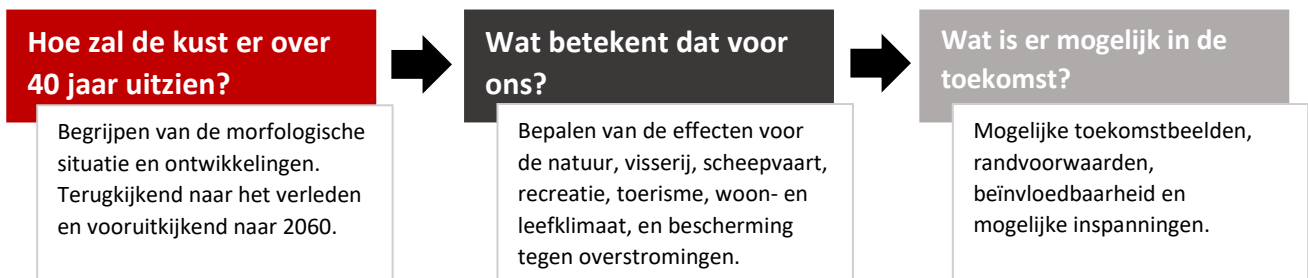 Hoe zal de kust er over
40 jaar uitzien?
Begrijpen van de morfologische
situatie en ontwikkelingen.
Terugkijkend naar het verleden
en vooruitkijkend naar 2060.
Wat betekent dat voor
ons?
Bepalen van de effecten voor
de natuur, visserij, scheepvaart,
recreatie, toerisme, woon- en
leefklimaat, en bescherming
tegen overstromingen.
Wat is er mogelijk in de
toekomst?
Mogelijke toekomstbeelden,
randvoorwaarden,
beïnvloedbaarheid en
mogelijke inspanningen.